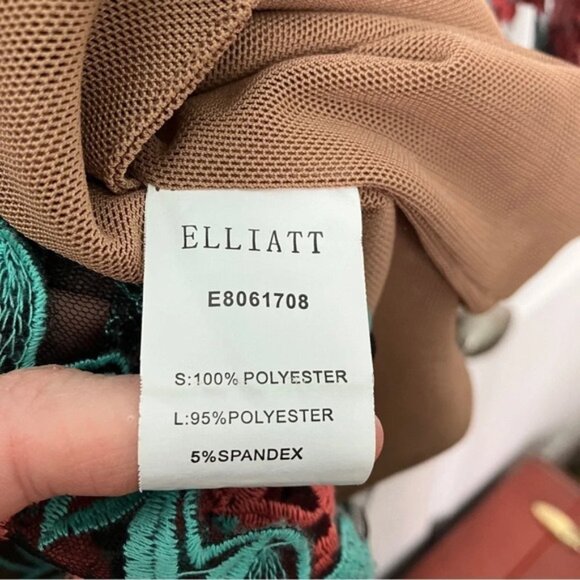 ELLIATT
E8061708
S:100% POLYESTER
L:95%POLYESTER
5%SPANDEX